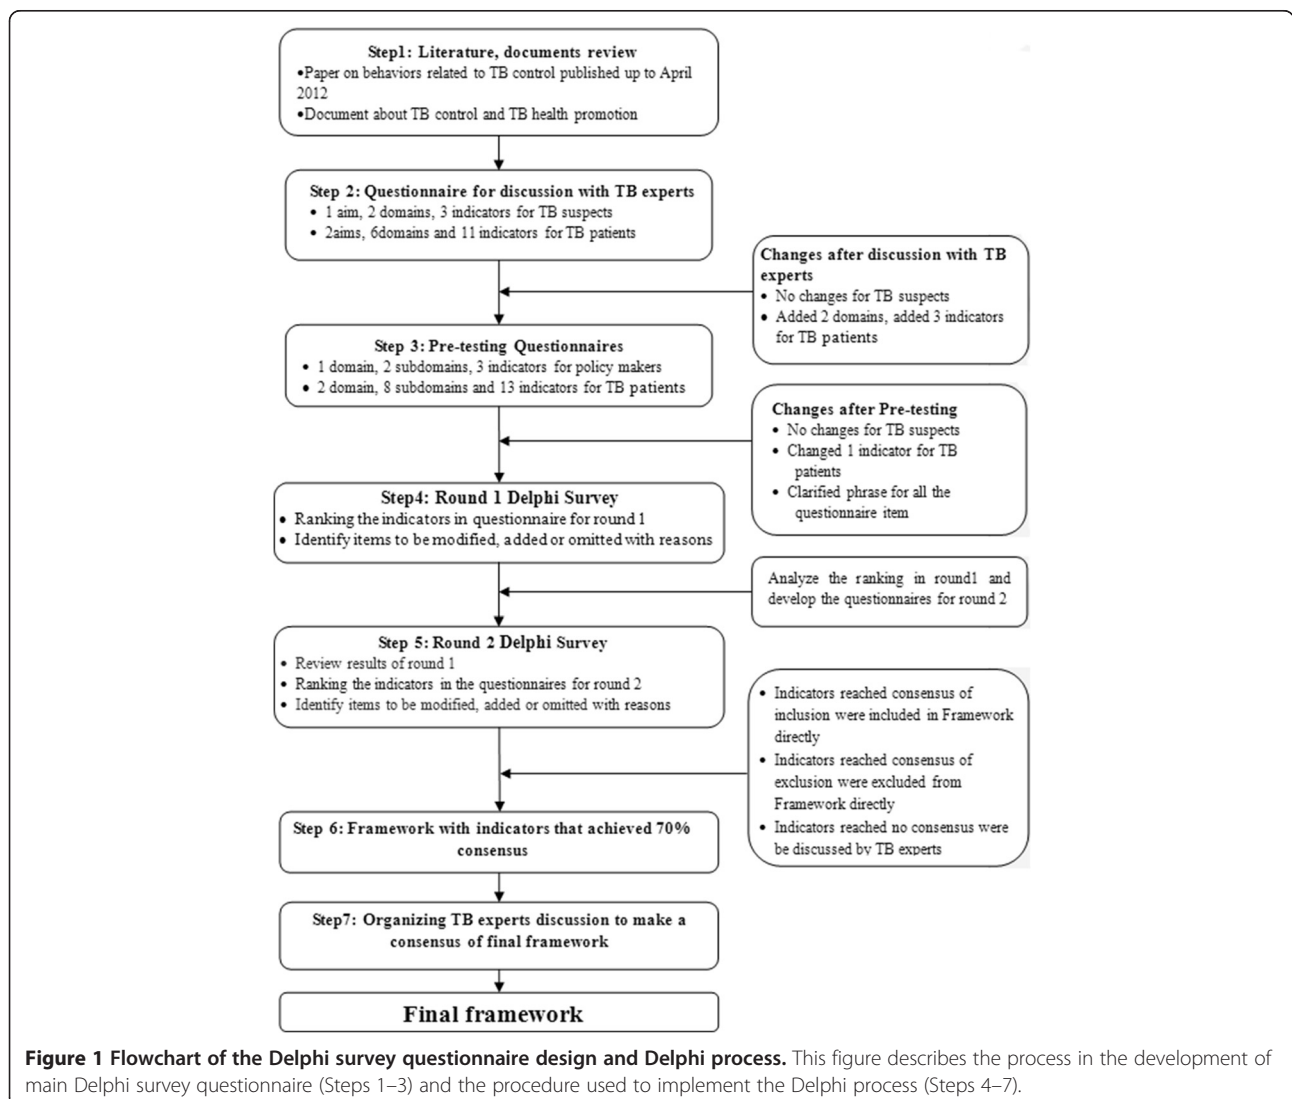 Step1: Literature, documents review
•Paper on behaviors related to TB control published up to April
2012
•Document about TB control and TB health promotion
Step 2: Questionnaire for discussion with TB experts
• 1 aim, 2 domains, 3 indicators for TB suspects
• 2aims, 6domains and 11 indicators for TB patients
Changes after discussion with TB
experts
• No changes for TB suspects
• Added 2 domains, added 3 indicators
for TB patients
Step 3: Pre-testing Questionnaires
• 1 domain, 2 subdomains, 3 indicators for policy makers
• 2 domain, 8 subdomains and 13 indicators for TB patients
Changes after Pre-testing
• No changes for TB suspects
• Changed 1 indicator for TB
patients
• Clarified phrase for all the
questionnaire item
Step4: Round 1 Delphi Survey
• Ranking the indicators in questionnaire for round 1
• Identify items to be modified, added or omitted with reasons
Analyze the ranking in round1 and
develop the questionnaires for round 2
Step 5: Round 2 Delphi Survey
• Review results of round 1
• Ranking the indicators in the questionnaires for round 2
• Identify items to be modified, added or omitted with reasons
• Indicators reached consensus of
inclusion were included in Framework
directly
• Indicators reached consensus of
exclusion were excluded from
Framework directly
• Indicators reached no consensus were
be discussed by TB experts
Step 6: Framework with indicators that achieved 70%
consensus
Step7: Organizing TB experts discussion to make a
consensus of final framework
Final framework
Figure 1 Flowchart of the Delphi survey questionnaire design and Delphi process. This figure describes the process in the development of
main Delphi survey questionnaire (Steps 1–3) and the procedure used to implement the Delphi process (Steps 4–7).